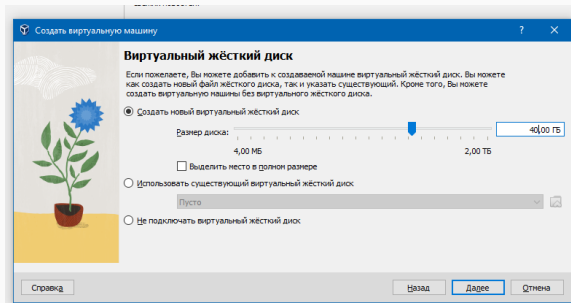 Создать виртуальную машину
Виртуальный жёсткий диск
Если пожелаете, Вы можете добавить к создаваемой машине виртуальный жёсткий диск. Вы можете
как создать новый файл жёсткого диска, так и указать существующий. Кроме того, Вы можете
создать виртуальную машины без виртуального жёсткого диска.
Создать новый виртуальный жёсткий диск
Размер диска:
40,00 ГБ
4,00 МБ
2,00 ТБ
Выделить место в полном размере
Использовать существующий виртуальный жёсткий диск
Пусто
Не подключать виртуальный жёсткий диск
Справка
Назад
Далее
Отмена